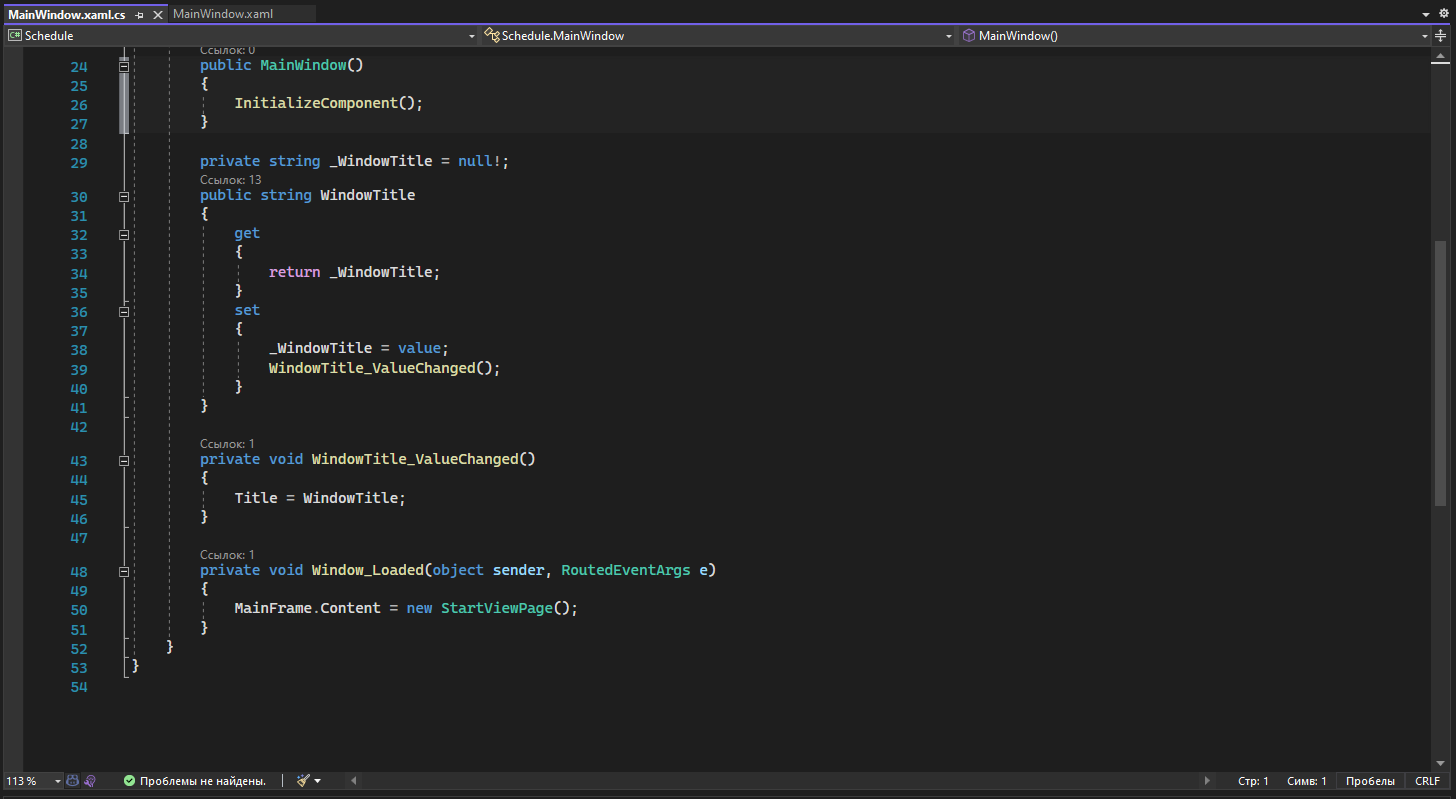 MainWindow.xaml.cs MainWindow.xaml
C# Schedule Schedule.MainWindow MainWindow()
Ссылок: 0
24 public MainWindow()
25 {
26 InitializeComponent();
27 }
28
29 private string _WindowTitle = null!;
Ссылок: 13
30 public string WindowTitle
31 {
32 get
33 {
34 return _WindowTitle;
35 }
36 set
37 {
38 _WindowTitle = value;
39 WindowTitle_ValueChanged();
40 }
41 }
42
Ссылок: 1
43 private void WindowTitle_ValueChanged()
44 {
45 Title = WindowTitle;
46 }
47
Ссылок: 1
48 private void Window_Loaded(object sender, RoutedEventArgs e)
49 {
50 MainFrame.Content = new StartViewPage();
51 }
52 }
53 }
54
113 % Проблемы не найдены. Стр: 1 Симв: 1 Пробелы CRLF